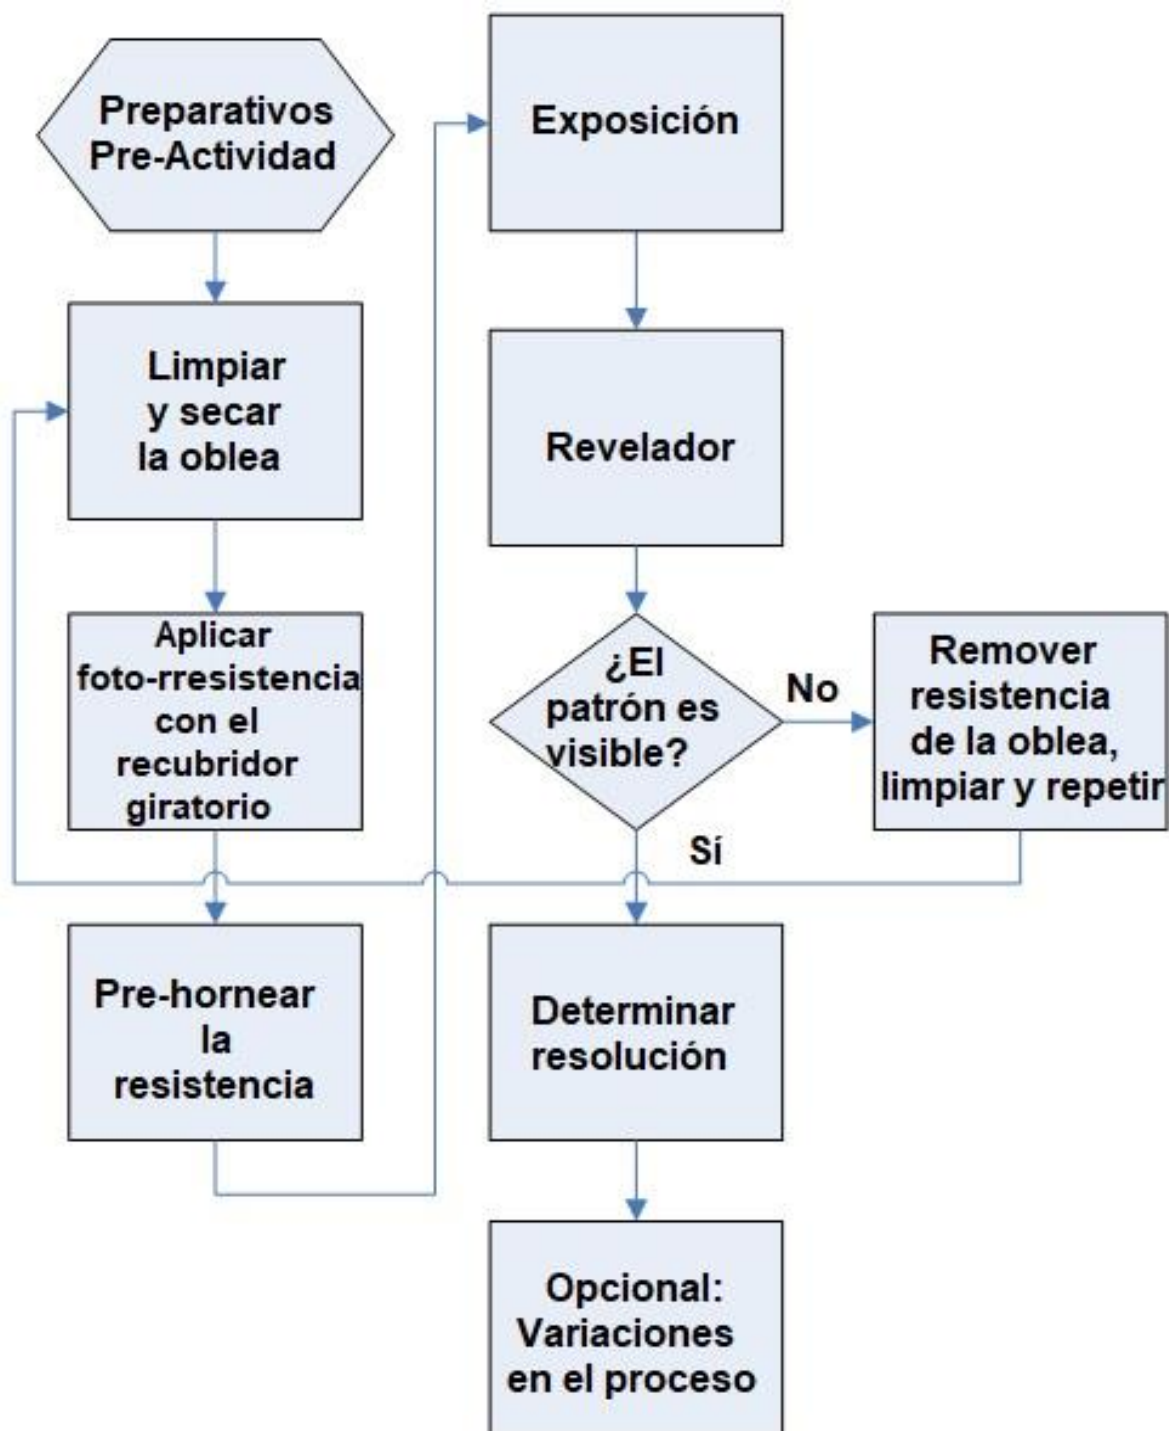 Preparativos
Pre-Actividad
Limpiar
y secar
la oblea
Aplicar
foto-rresistencia
con el
recubridor
giratorio
Pre-hornear
la
resistencia
Exposición
Revelador
¿El
patrón es
visible?
No
Remover
resistencia
de la oblea,
limpiar y repetir
Sí
Determinar
resolución
Opcional:
Variaciones
en el proceso